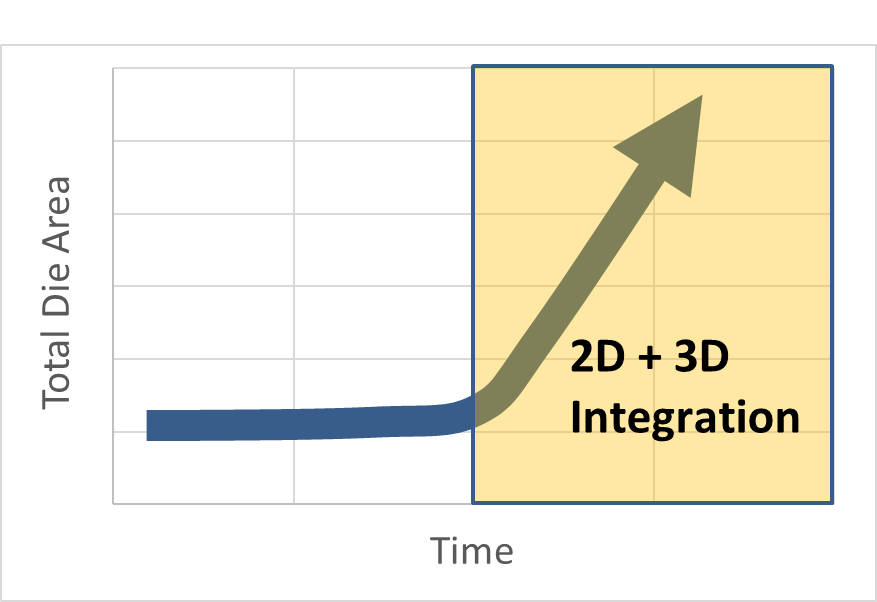 Total Die Area
2D + 3D
Integration
Time